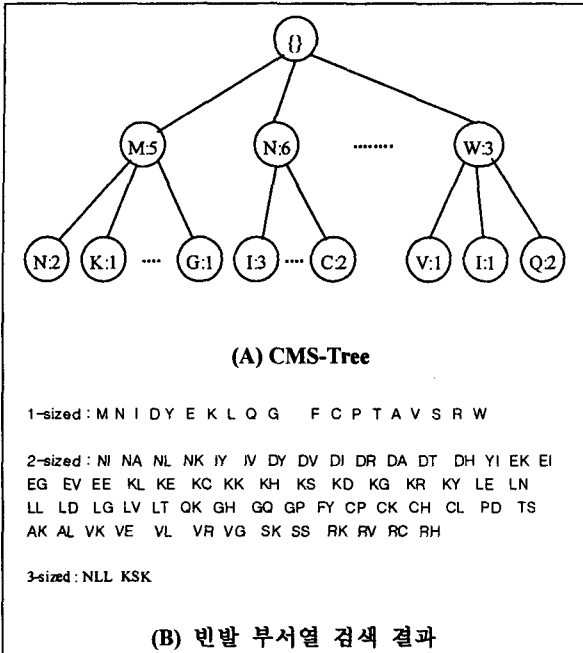 {}
M:5 N:6 ........ W:3
N:2 K:1 .... G:1 I:3 .... C:2 V:1 I:1 Q:2
(A) CMS-Tree
1-sized : M N I D Y E K L Q G F C P T A V S R W
2-sized : NI NA NL NK IY IV DY DV DI DR DA DT DH YI EK EI
EG EV EE KL KE KC KK KH KS KD KG KR KY LE LN
LL LD LG LV LT QK GH GQ GP FY CP CK CH CL PD TS
AK AL VK VE VL VR VG SK SS RK RV RC RH
3-sized : NLL KSK
(B) 빈발 부서열 검색 결과